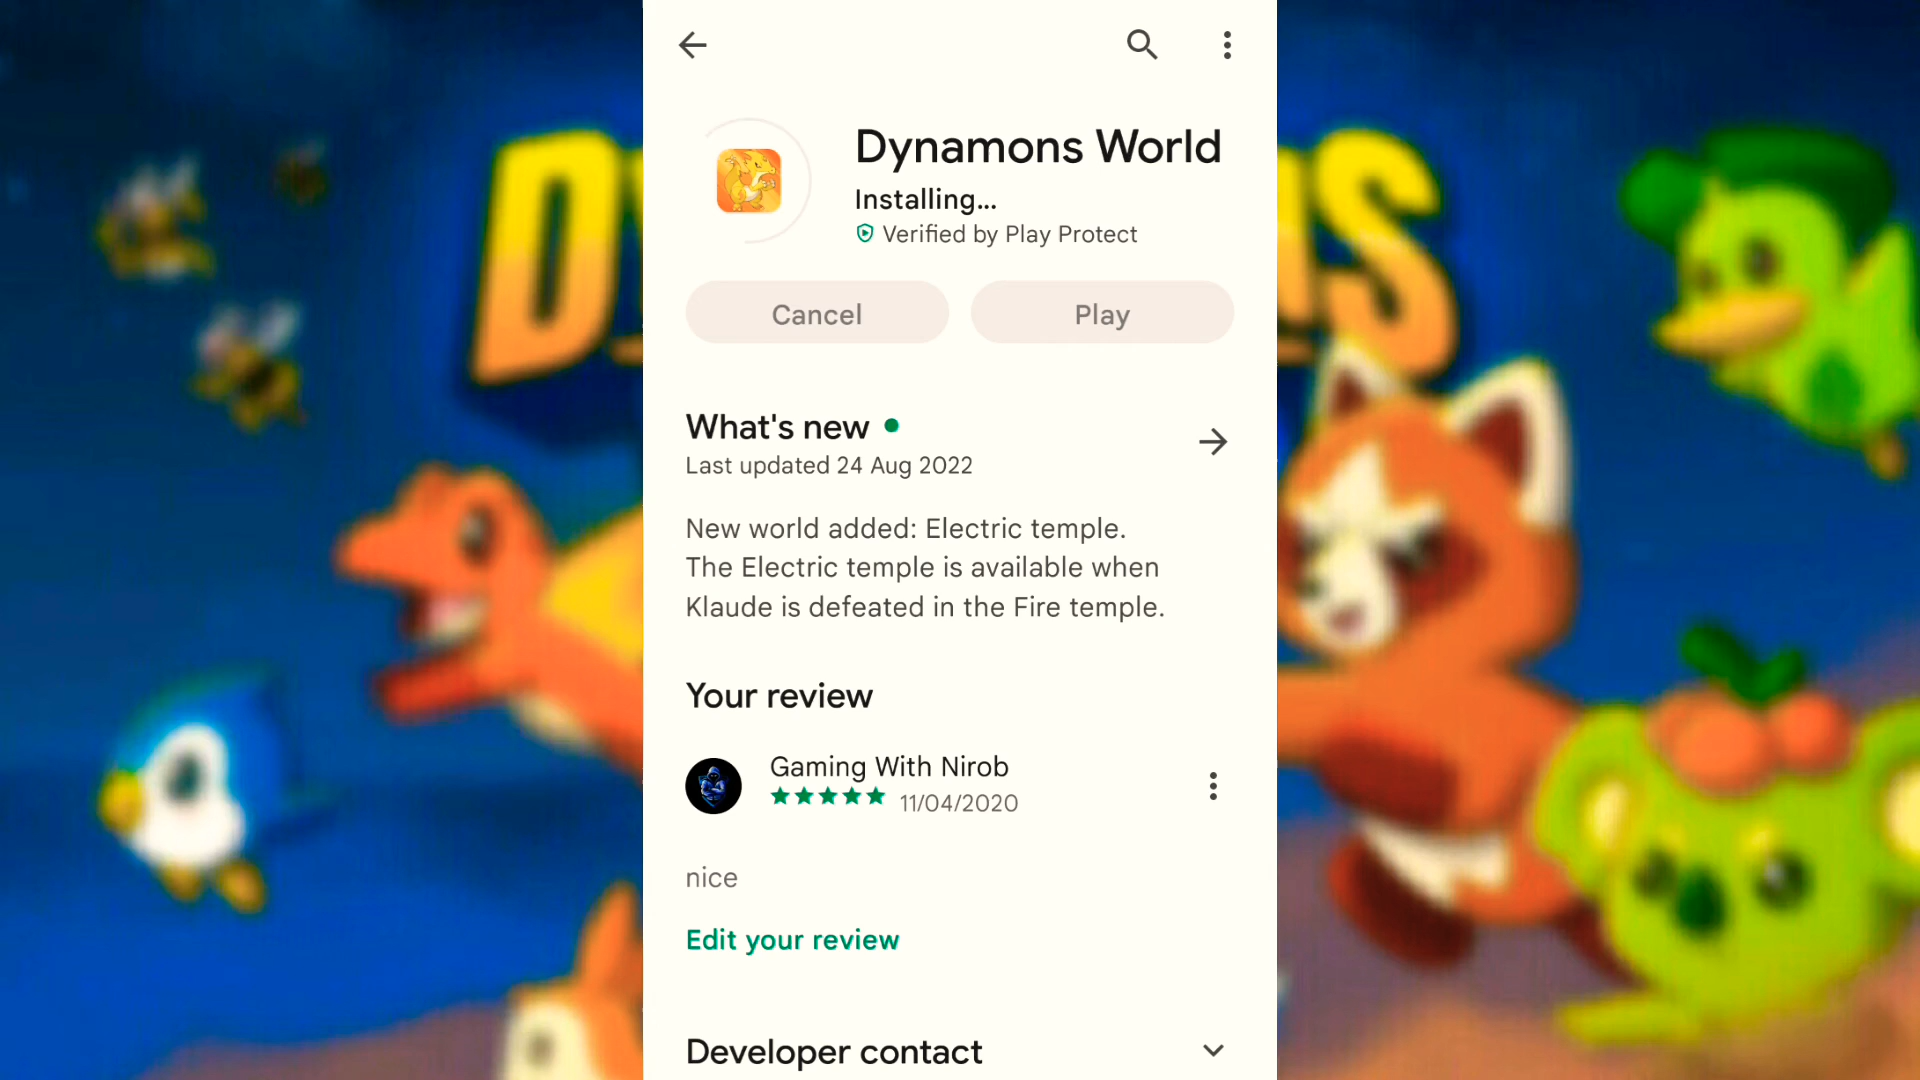 Dynamons World
Installing...
Verified by Play Protect
Cancel
Play
What's new
Last updated 24 Aug 2022
New world added: Electric temple.
The Electric temple is available when
Klaude is defeated in the Fire temple.
Your review
Gaming With Nirob
11/04/2020
nice
Edit your review
Developer contact